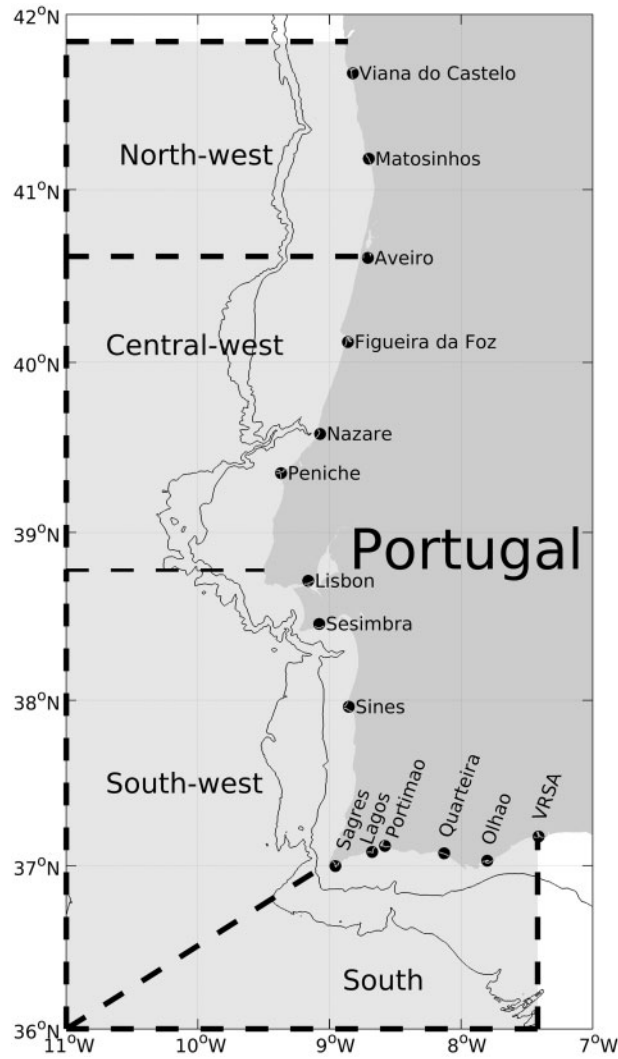 42°N
Viana do Castelo
North-west
Matosinhos
41°N
Aveiro
Central-west
Figueira da Foz
40°N
Nazare
Peniche
39°N
Portugal
Lisbon
Sesimbra
38°N
Sines
South-west
Sagres
Lagos
Portimao
Quarteira
Olhao
VRSA
37°N
South
36°N
11°W 10°W 9°W 8°W 7°W